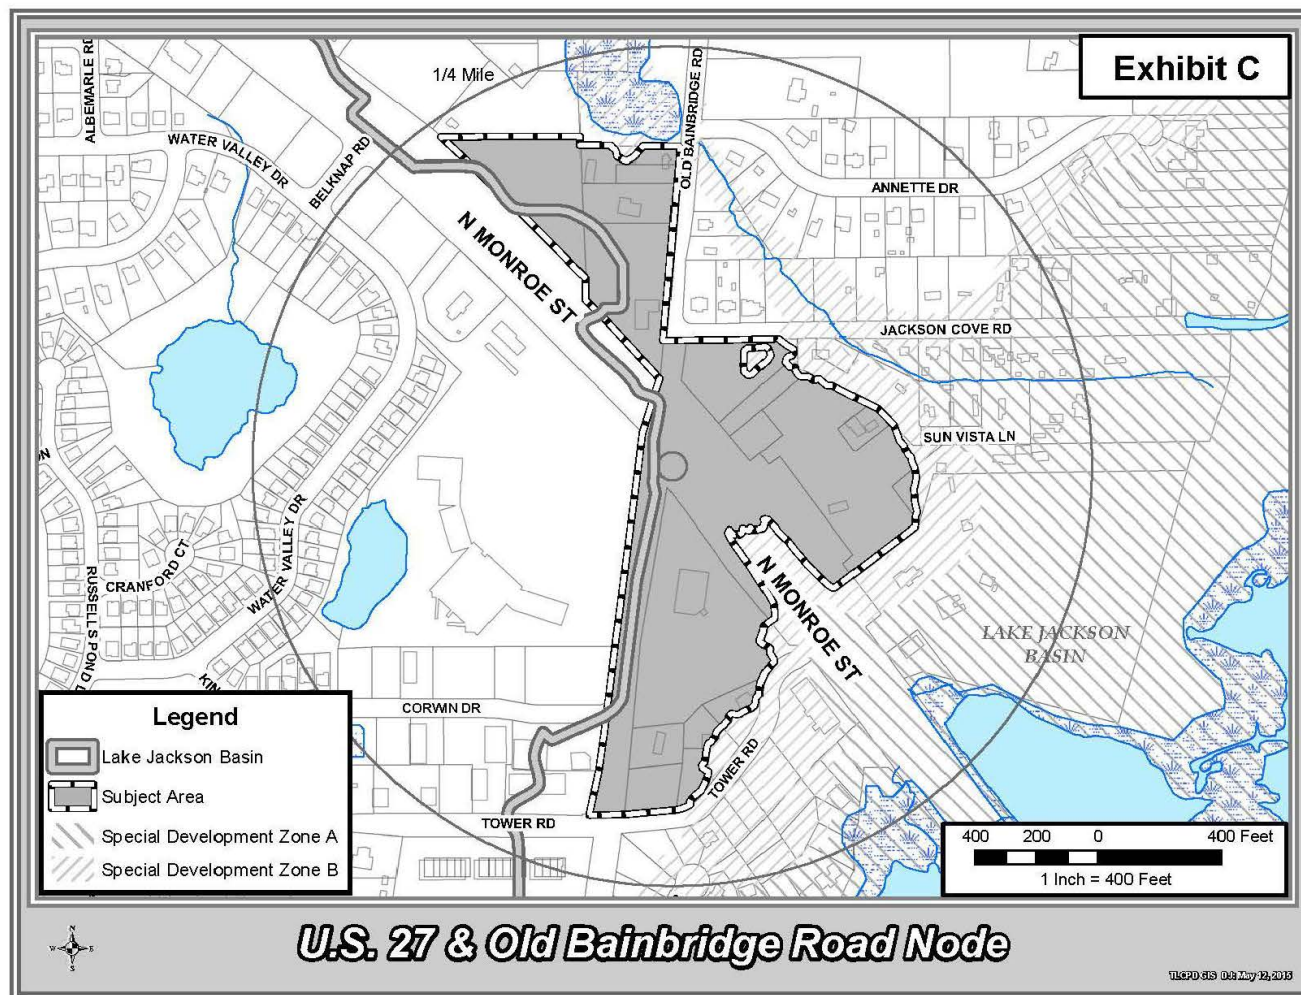 Exhibit C
1/4 Mile
ALBEMARLE RD
WATER VALLEY DR
BELKNAP RD
OLD BAINBRIDGE RD
ANNETTE DR
N MONROE ST
JACKSON COVE RD
SUN VISTA LN
CRANFORD CT
WATER VALLEY DR
RUSSELLS POND
N MONROE ST
LAKE JACKSON
BASIN
CORWIN DR
TOWER RD
TOWER RD
Legend
Lake Jackson Basin
Subject Area
Special Development Zone A
Special Development Zone B
400 200 0 400 Feet
1 Inch = 400 Feet
N
W E
S
U.S. 27 & Old Bainbridge Road Node